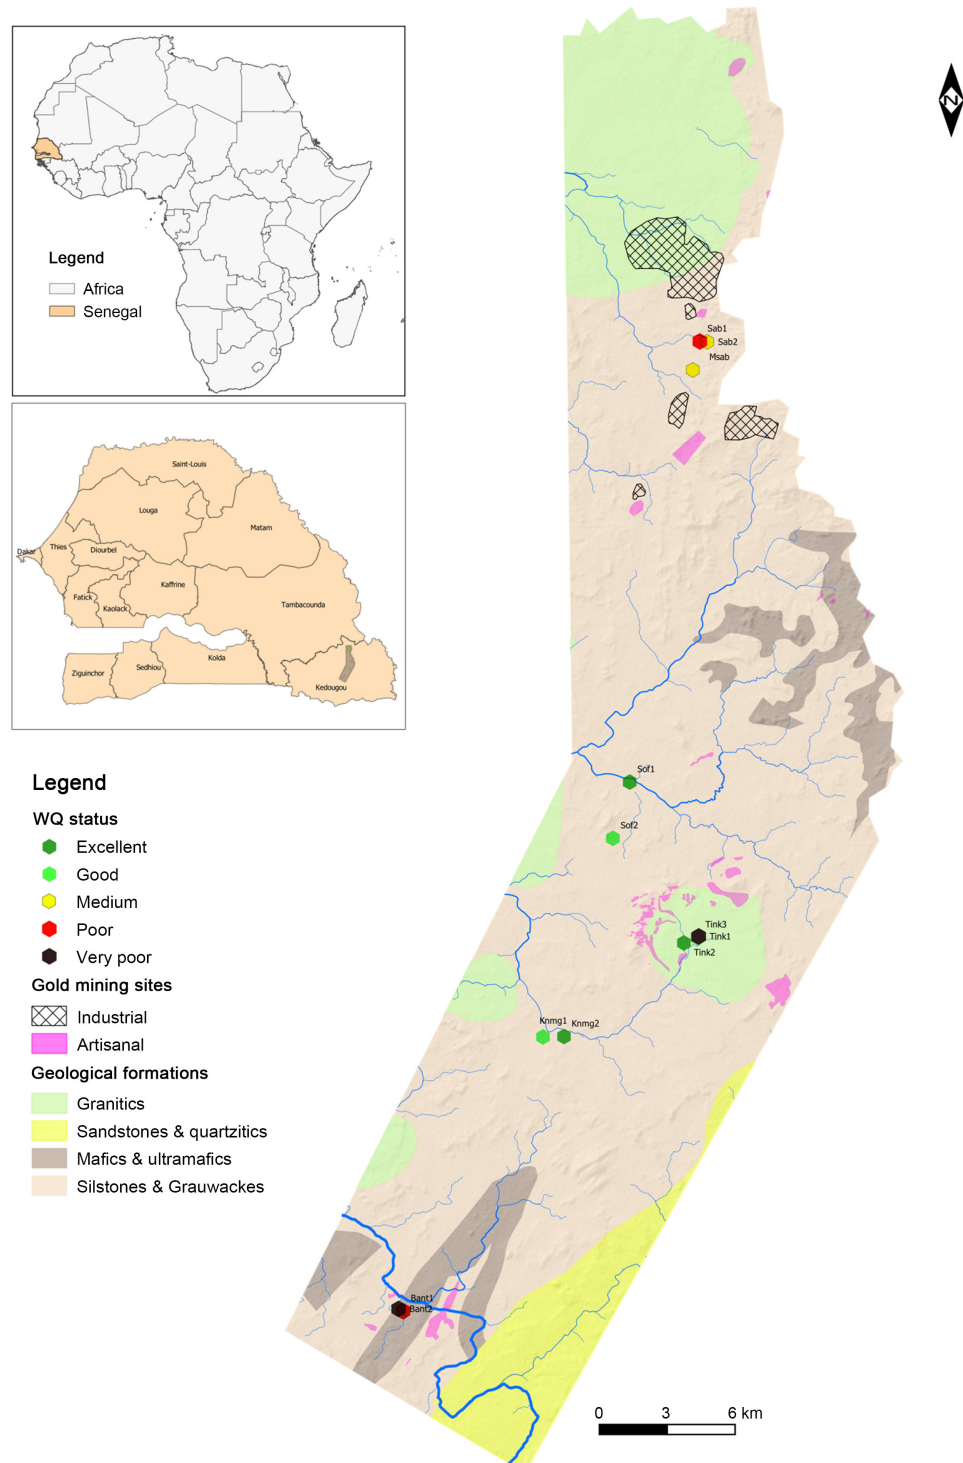 Legend
Africa
Senegal
Saint-Louis
Louga
Matam
Dakar
Thies
Diourbel
Kaffrine
Fatick
Kaolack
Tambacounda
Ziguinchor
Sedhiou
Kolda
Kedougou
Legend
WQ status
Excellent
Good
Medium
Poor
Very poor
Gold mining sites
Industrial
Artisanal
Geological formations
Granitics
Sandstones & quartzitics
Mafics & ultramafics
Silstones & Grauwackes
N
Sab1
Sab2
Msab
Sof1
Sof2
Tink3
Tink1
Tink2
Knmg1
Knmg2
Bant1
Bant2
0 3 6 km